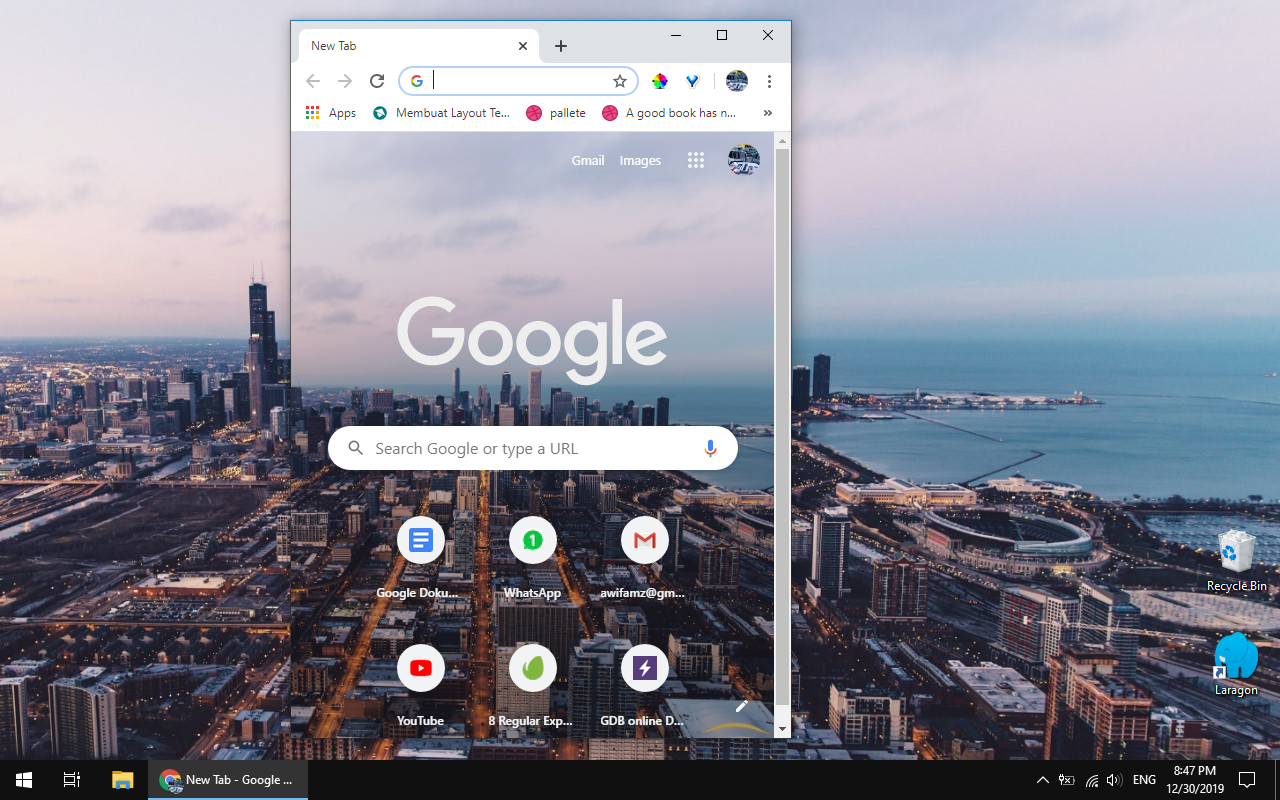 New Tab
Apps
Membuat Layout Te...
pallete
A good book has n...
Gmail
Images
Google
Search Google or type a URL
Google Doku...
WhatsApp
awifamz@gm...
YouTube
8 Regular Exp...
GDB online D...
Recycle Bin
Laragon
New Tab - Google ...
ENG
8:47 PM
12/30/2019